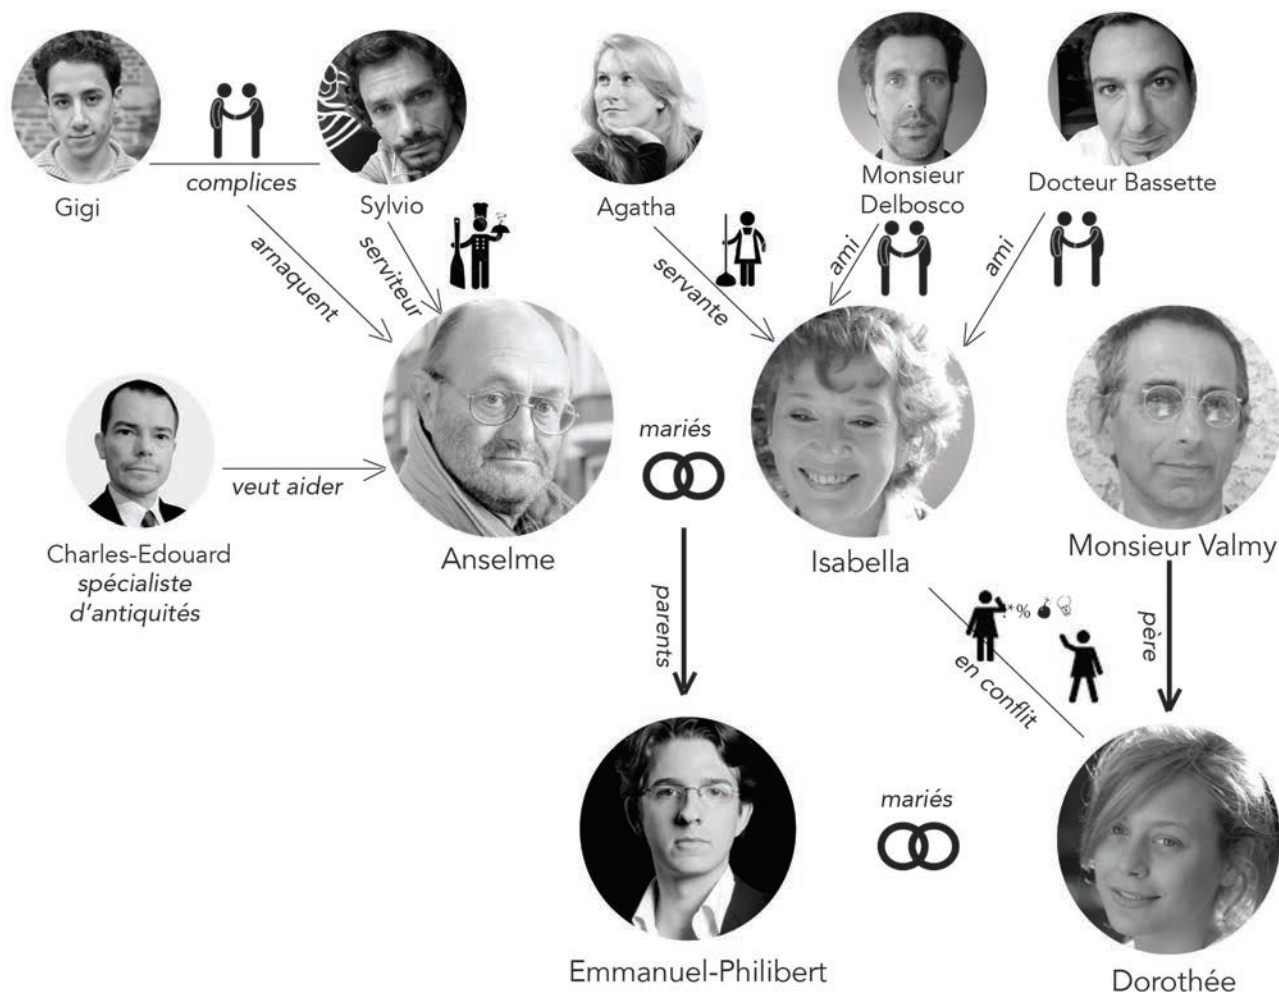 complices
Gigi
Sylvio
Agatha
Monsieur
Delbosco
Docteur Bassette
arnaquent
serviteur
servante
ami
ami
mariés
veut aider
Charles-Edouard
spécialiste
d'antiquités
Anselme
Isabella
Monsieur Valmy
parents
!*%
en conflit
père
mariés
Emmanuel-Philibert
Dorothée